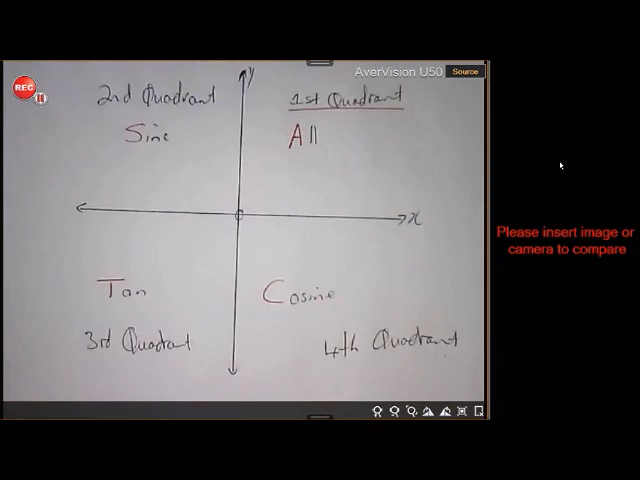 AverVision U50
Source
REC
2nd Quadrant
1st Quadrant
Sine
All
y
x
Please insert image or
camera to compare
Tan
Cosine
3rd Quadrant
4th Quadrant